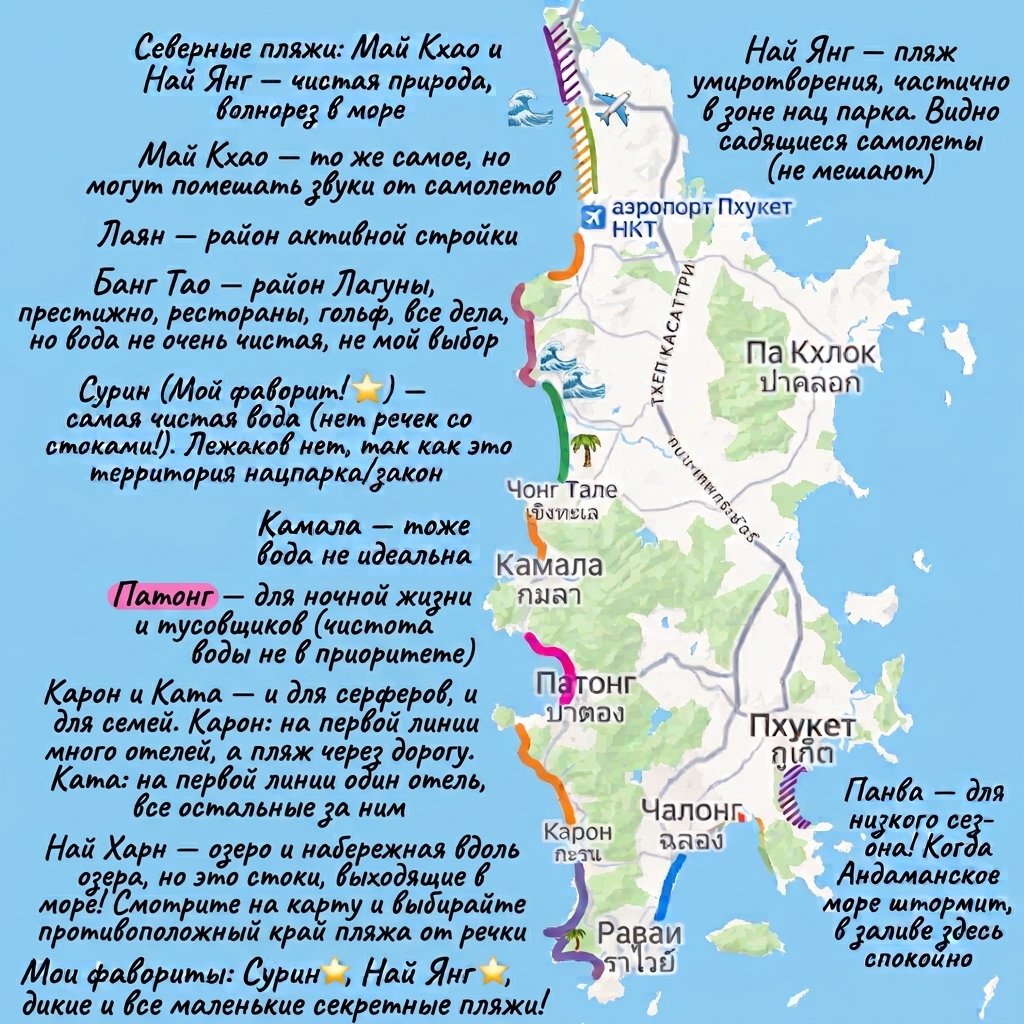 Северные пляжи: Май Кхао и
Най Янг — чистая природа,
волнорез в море
Май Кхао — то же самое, но
могут помешать звуки от самолетов
Лаян — район активной стройки
Банг Тао — район Лагуны,
престижно, рестораны, гольф, все дела,
но вода не очень чистая, не мой выбор
Сурин (Мой фаворит!⭐) —
самая чистая вода (нет речек со
стоками!). Лежаков нет, так как это
территория нацпарка/закон
Камала — тоже
вода не идеальна
Патонг — для ночной жизни
и тусовщиков (чистота
воды не в приоритете)
Карон и Ката — и для серферов, и
для семей. Карон: на первой линии
много отелей, а пляж через дорогу.
Ката: на первой линии один отель,
все остальные за ним
Най Харн — озеро и набережная вдоль
озера, но это стоки, выходящие в
море! Смотрите на карту и выбирайте
противоположный край пляжа от речки
Мои фавориты: Сурин⭐, Най Янг⭐,
дикие и все маленькие секретные пляжи!
Най Янг — пляж
умиротворения, частично
в зоне нац парка. Видно
садящиеся самолеты
(не мешают)
аэропорт Пхукет
НКТ
ТХЕП КАСАТТРИ
Па Кхлок
ป่าคลอก
Чонг Тале
เชิงทะเล
Камала
กมลา
Патонг
ป่าตอง
Пхукет
ภูเก็ต
Чалонг
ฉลอง
Карон
กะรน
Раваи
ราไวย์
Панва — для
низкого сез-
она! Когда
Андаманское
море штормит,
в заливе здесь
спокойно